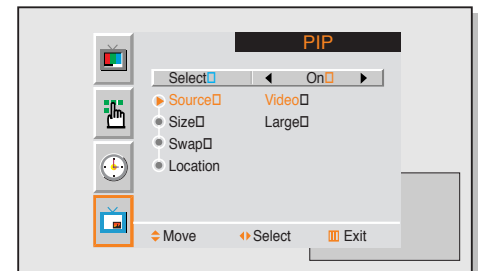 PIP
Select□ On□
Source□ Video□
Size□ Large□
Swap□
Location
Move Select Exit